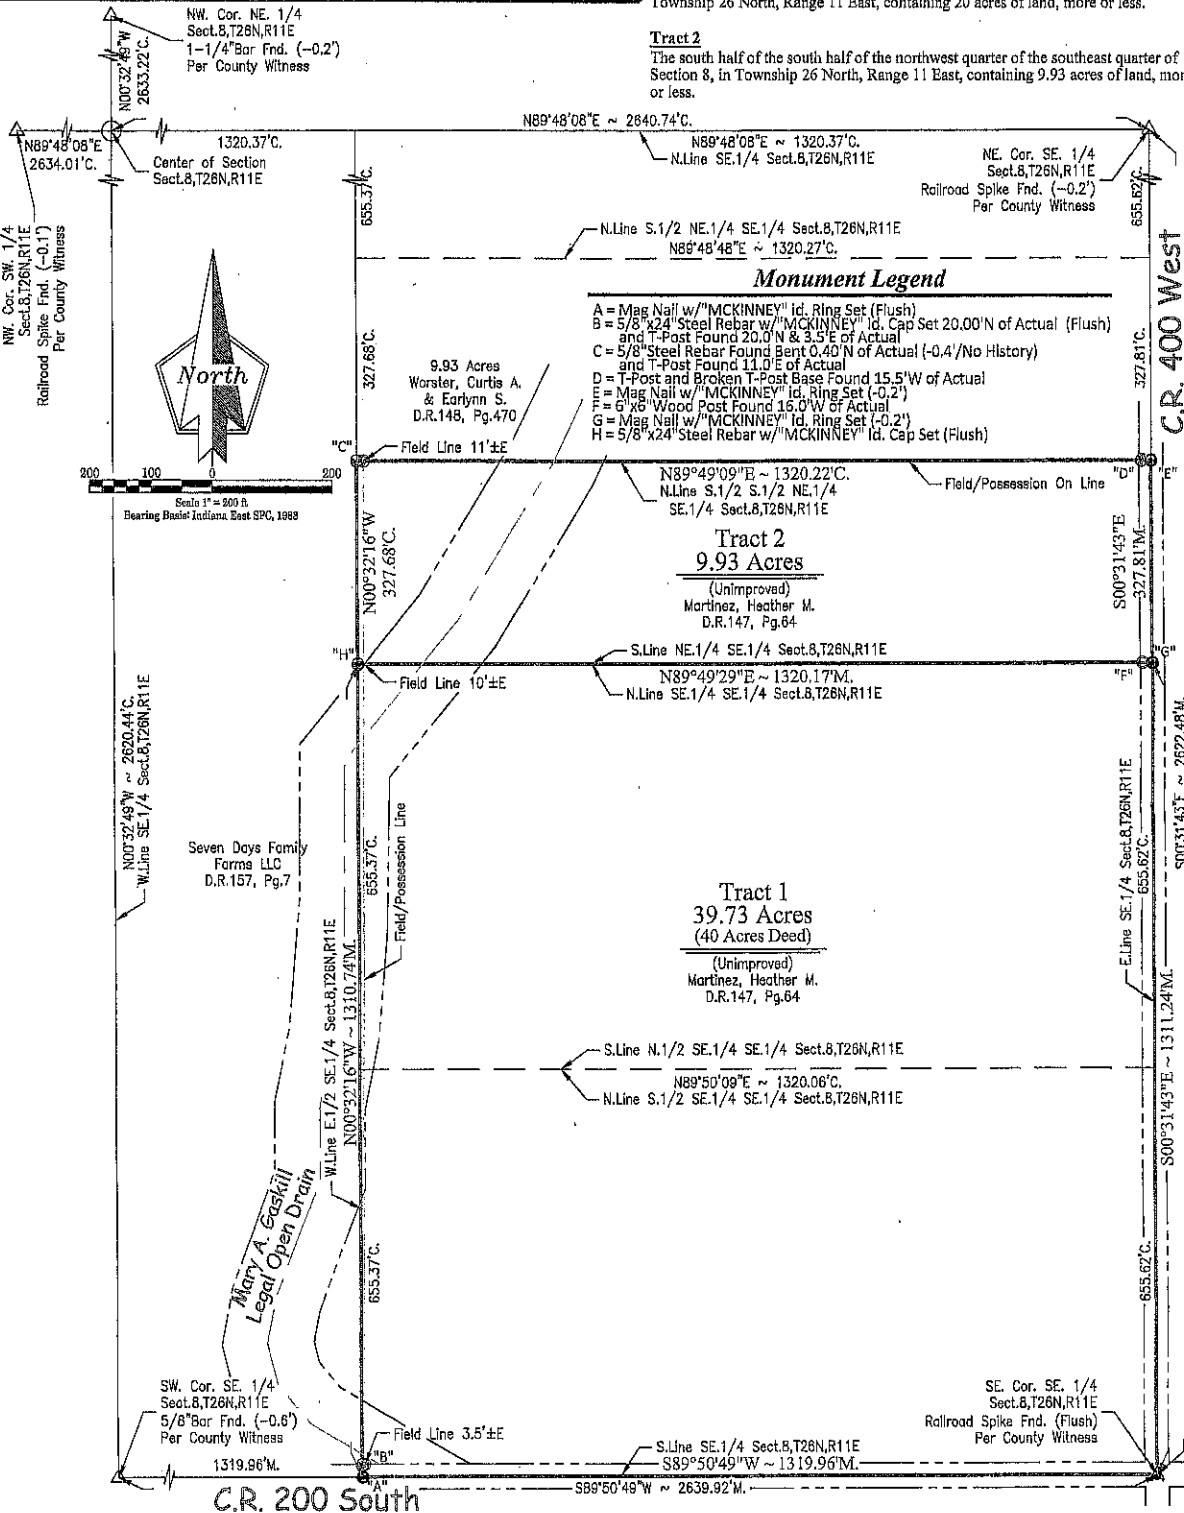 Township 26 North, Range 11 East, containing 20 acres of land, more or less.
Tract 2
The south half of the south half of the northwest quarter of the southeast quarter of
Section 8, in Township 26 North, Range 11 East, containing 9.93 acres of land, mor
or less.
NW. Cor. NE. 1/4
Sect.8,T26N,R11E
1-1/4"Bar Fnd. (-0.2')
Per County Witness
N00°32'49"W
2633.22'C.
N89°48'08"E
2634.01'C.
1320.37'C.
Center of Section
Sect.8,T26N,R11E
N89°48'08"E ~ 2640.74'C.
N89°48'08"E ~ 1320.37'C.
N.Line SE.1/4 Sect.8,T26N,R11E
NE. Cor. SE. 1/4
Sect.8,T26N,R11E
Railroad Spike Fnd. (-0.2')
Per County Witness
655.37'C.
655.62'C.
NW. Cor. SW. 1/4
Sect.8,T26N,R11E
Railroad Spike Fnd. (-0.1')
Per County Witness
N.Line S.1/2 NE.1/4 SE.1/4 Sect.8,T26N,R11E
N89°48'48"E ~ 1320.27'C.
C.R. 400 West
Monument Legend
A = Mag Nail w/"MCKINNEY" id. Ring Set (Flush)
B = 5/8"x24"Steel Rebar w/"MCKINNEY" id. Cap Set 20.00'N of Actual (Flush)
and T-Post Found 20.0'N & 3.5'E of Actual
C = 5/8"Steel Rebar Found Bent 0.40'N of Actual (-0.4'/No History)
and T-Post Found 11.0'E of Actual
D = T-Post and Broken T-Post Base Found 15.5'W of Actual
E = Mag Nail w/"MCKINNEY" id. Ring Set (-0.2')
F = 6"x6"Wood Post Found 16.0'W of Actual
G = Mag Nail w/"MCKINNEY" id. Ring Set (-0.2')
H = 5/8"x24"Steel Rebar w/"MCKINNEY" id. Cap Set (Flush)
327.68'C.
327.81'C.
North
9.93 Acres
Worster, Curtis A.
& Earlynn S.
D.R.148, Pg.470
"C"
Field Line 11'±E
200 100 0 200
Scale 1" = 200 ft.
Bearing Basis: Indiana East SPC, 1983
N89°49'09"E ~ 1320.22'C.
N.Line S.1/2 S.1/2 NE.1/4
SE.1/4 Sect.8,T26N,R11E
Field/Possession On Line
"D"
"E"
N00°32'16"W
327.68'C.
Tract 2
9.93 Acres
(Unimproved)
Martinez, Heather M.
D.R.147, Pg.64
S00°31'43"E
327.81'M.
"H"
Field Line 10'±E
S.Line NE.1/4 SE.1/4 Sect.8,T26N,R11E
N89°49'29"E ~ 1320.17'M.
N.Line SE.1/4 SE.1/4 Sect.8,T26N,R11E
"F"
"G"
N00°32'49"W ~ 2620.44'C.
W.Line SE.1/4 Sect.8,T26N,R11E
Seven Days Family
Farms LLC
D.R.157, Pg.7
655.37'C.
Field/Possession Line
W.Line E.1/2 SE.1/4 Sect.8,T26N,R11E
N00°32'16"W ~ 1310.74'M.
Tract 1
39.73 Acres
(40 Acres Deed)
(Unimproved)
Martinez, Heather M.
D.R.147, Pg.64
E.Line SE.1/4 Sect.8,T26N,R11E
655.62'C.
S00°31'43"E ~ 2622.48'M.
S00°31'43"E ~ 1311.24'M.
S.Line N.1/2 SE.1/4 SE.1/4 Sect.8,T26N,R11E
N89°50'09"E ~ 1320.06'C.
N.Line S.1/2 SE.1/4 SE.1/4 Sect.8,T26N,R11E
Mary A. Gaskill
Legal Open Drain
655.37'C.
655.62'C.
SW. Cor. SE. 1/4
Sect.8,T26N,R11E
5/8"Bar Fnd. (-0.6')
Per County Witness
SE. Cor. SE. 1/4
Sect.8,T26N,R11E
Railroad Spike Fnd. (Flush)
Per County Witness
Field Line 3.5'±E
"B"
1319.96'M.
"A"
S.Line SE.1/4 Sect.8,T26N,R11E
S89°50'49"W ~ 1319.96'M.
S89°50'49"W ~ 2639.92'M.
C.R. 200 South